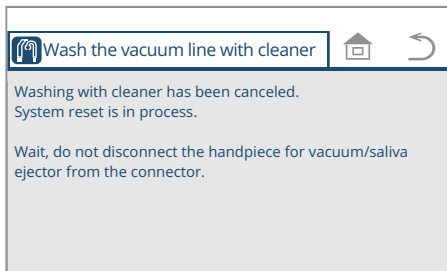 Wash the vacuum line with cleaner
Washing with cleaner has been canceled.
System reset is in process.
Wait, do not disconnect the handpiece for vacuum/saliva
ejector from the connector.